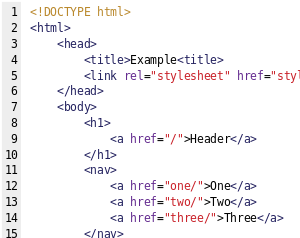 1 <!DOCTYPE html>
2 <html>
3     <head>
4         <title>Example<title>
5         <link rel="stylesheet" href="styl
6     </head>
7     <body>
8         <h1>
9             <a href="/">Header</a>
10         </h1>
11         <nav>
12             <a href="one/">One</a>
13             <a href="two/">Two</a>
14             <a href="three/">Three</a>
15         </nav>